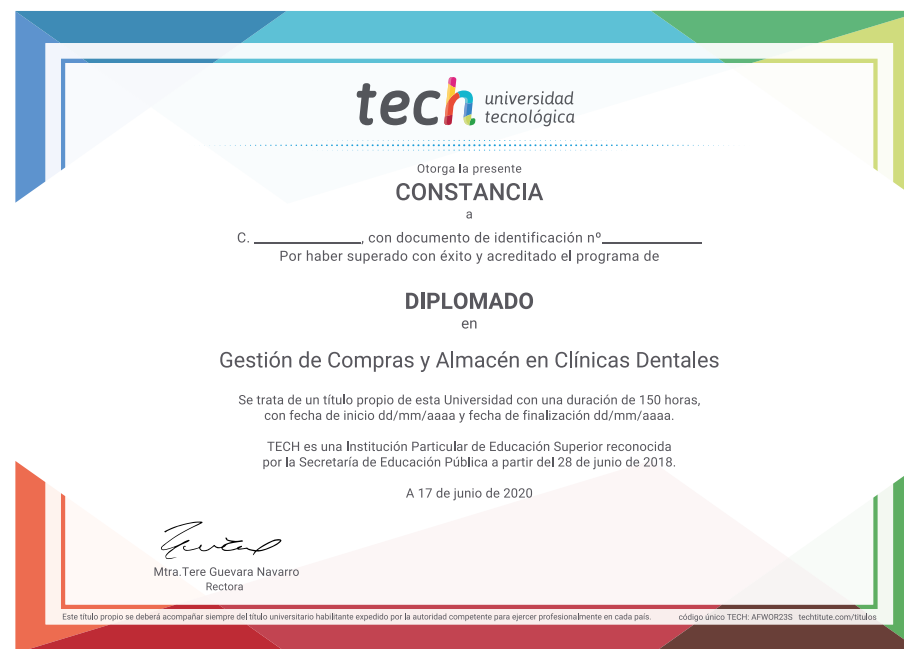 tech universidad
tecnológica
Otorga la presente
CONSTANCIA
a
C. ____________, con documento de identificación nº____________
Por haber superado con éxito y acreditado el programa de
DIPLOMADO
en
Gestión de Compras y Almacén en Clínicas Dentales
Se trata de un título propio de esta Universidad con una duración de 150 horas,
con fecha de inicio dd/mm/aaaa y fecha de finalización dd/mm/aaaa.
TECH es una Institución Particular de Educación Superior reconocida
por la Secretaría de Educación Pública a partir del 28 de junio de 2018.
A 17 de junio de 2020
Mtra.Tere Guevara Navarro
Rectora
Este título propio se deberá acompañar siempre del título universitario habilitante expedido por la autoridad competente para ejercer profesionalmente en cada país. código único TECH: AFWOR23S techtitute.com/titulos